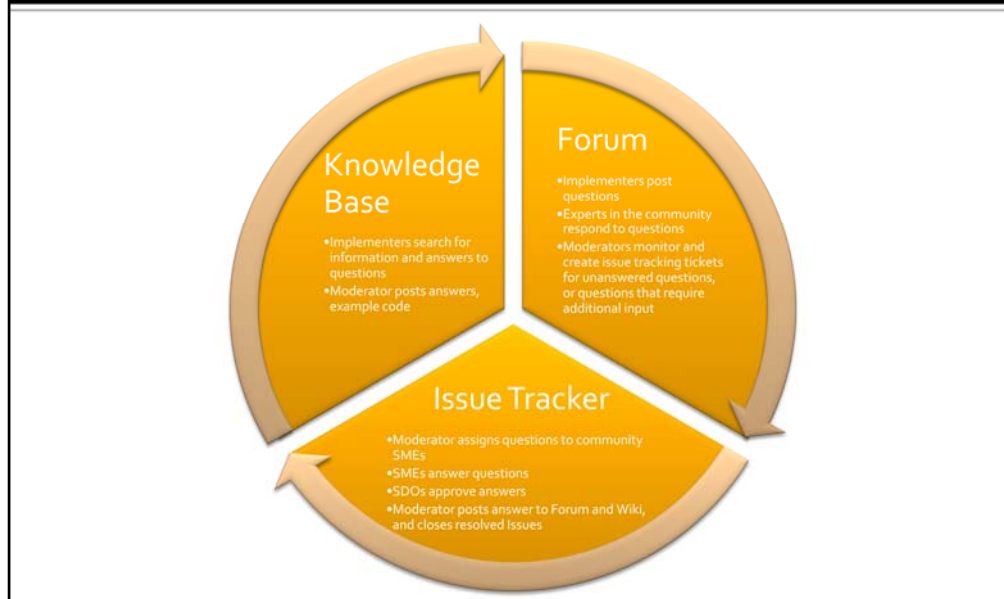 Knowledge
Base
•Implementers search for
information and answers to
questions
•Moderator posts answers,
example code
Forum
•Implementers post
questions
•Experts in the community
respond to questions
•Moderators monitor and
create issue tracking tickets
for unanswered questions,
or questions that require
additional input
Issue Tracker
•Moderator assigns questions to community
SMEs
•SMEs answer questions
•SDOs approve answers
•Moderator posts answer to Forum and Wiki,
and closes resolved Issues